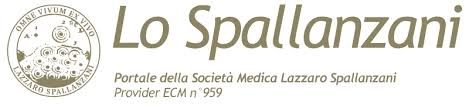 OMNE VIVUM EX VIVO
LAZZARO SPALLANZANI
Lo Spallanzani
Portale della Società Medica Lazzaro Spallanzani
Provider ECM n°959